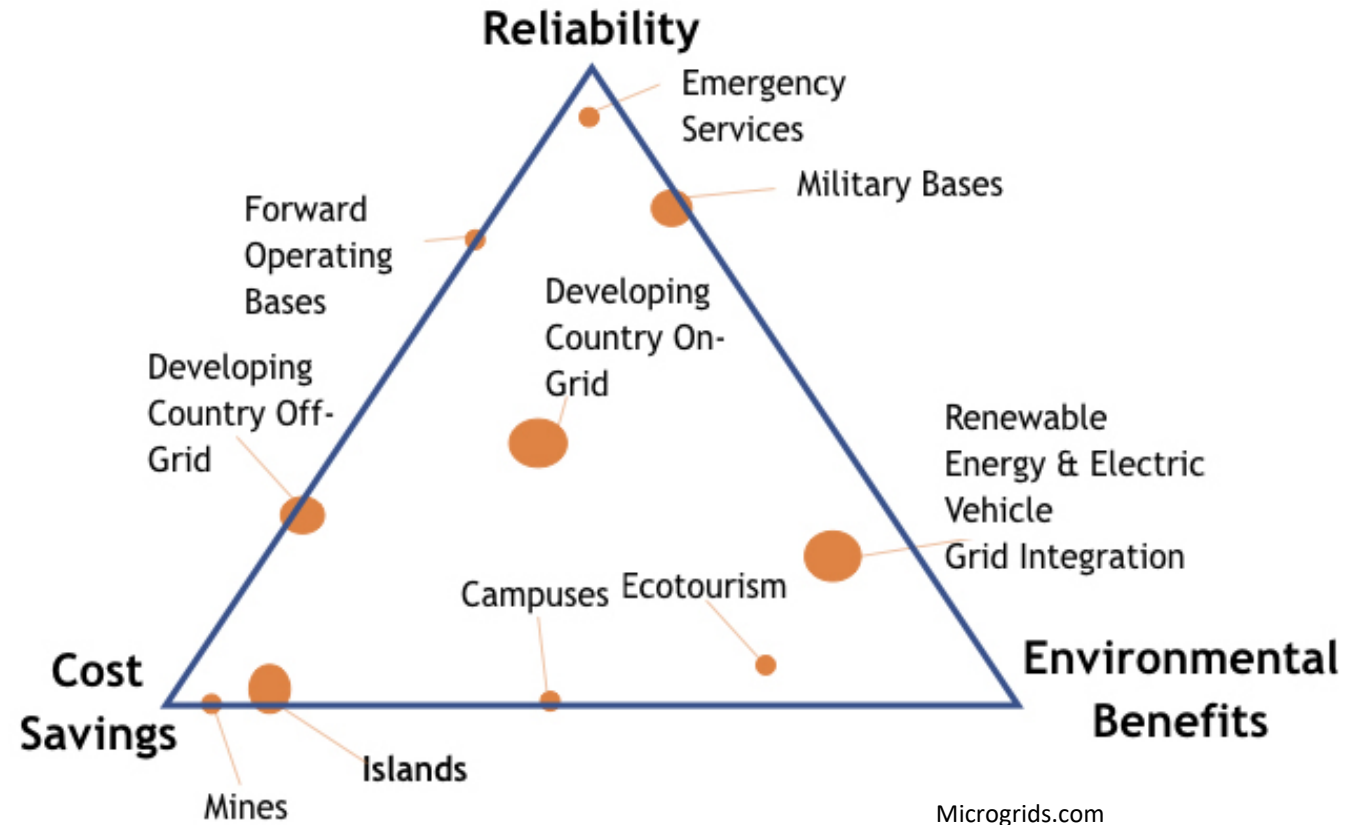 Reliability
Emergency
Services
Military Bases
Forward
Operating
Bases
Developing
Country On-
Grid
Developing
Country Off-
Grid
Renewable
Energy & Electric
Vehicle
Grid Integration
Campuses
Ecotourism
Cost
Savings
Environmental
Benefits
Islands
Mines
Microgrids.com